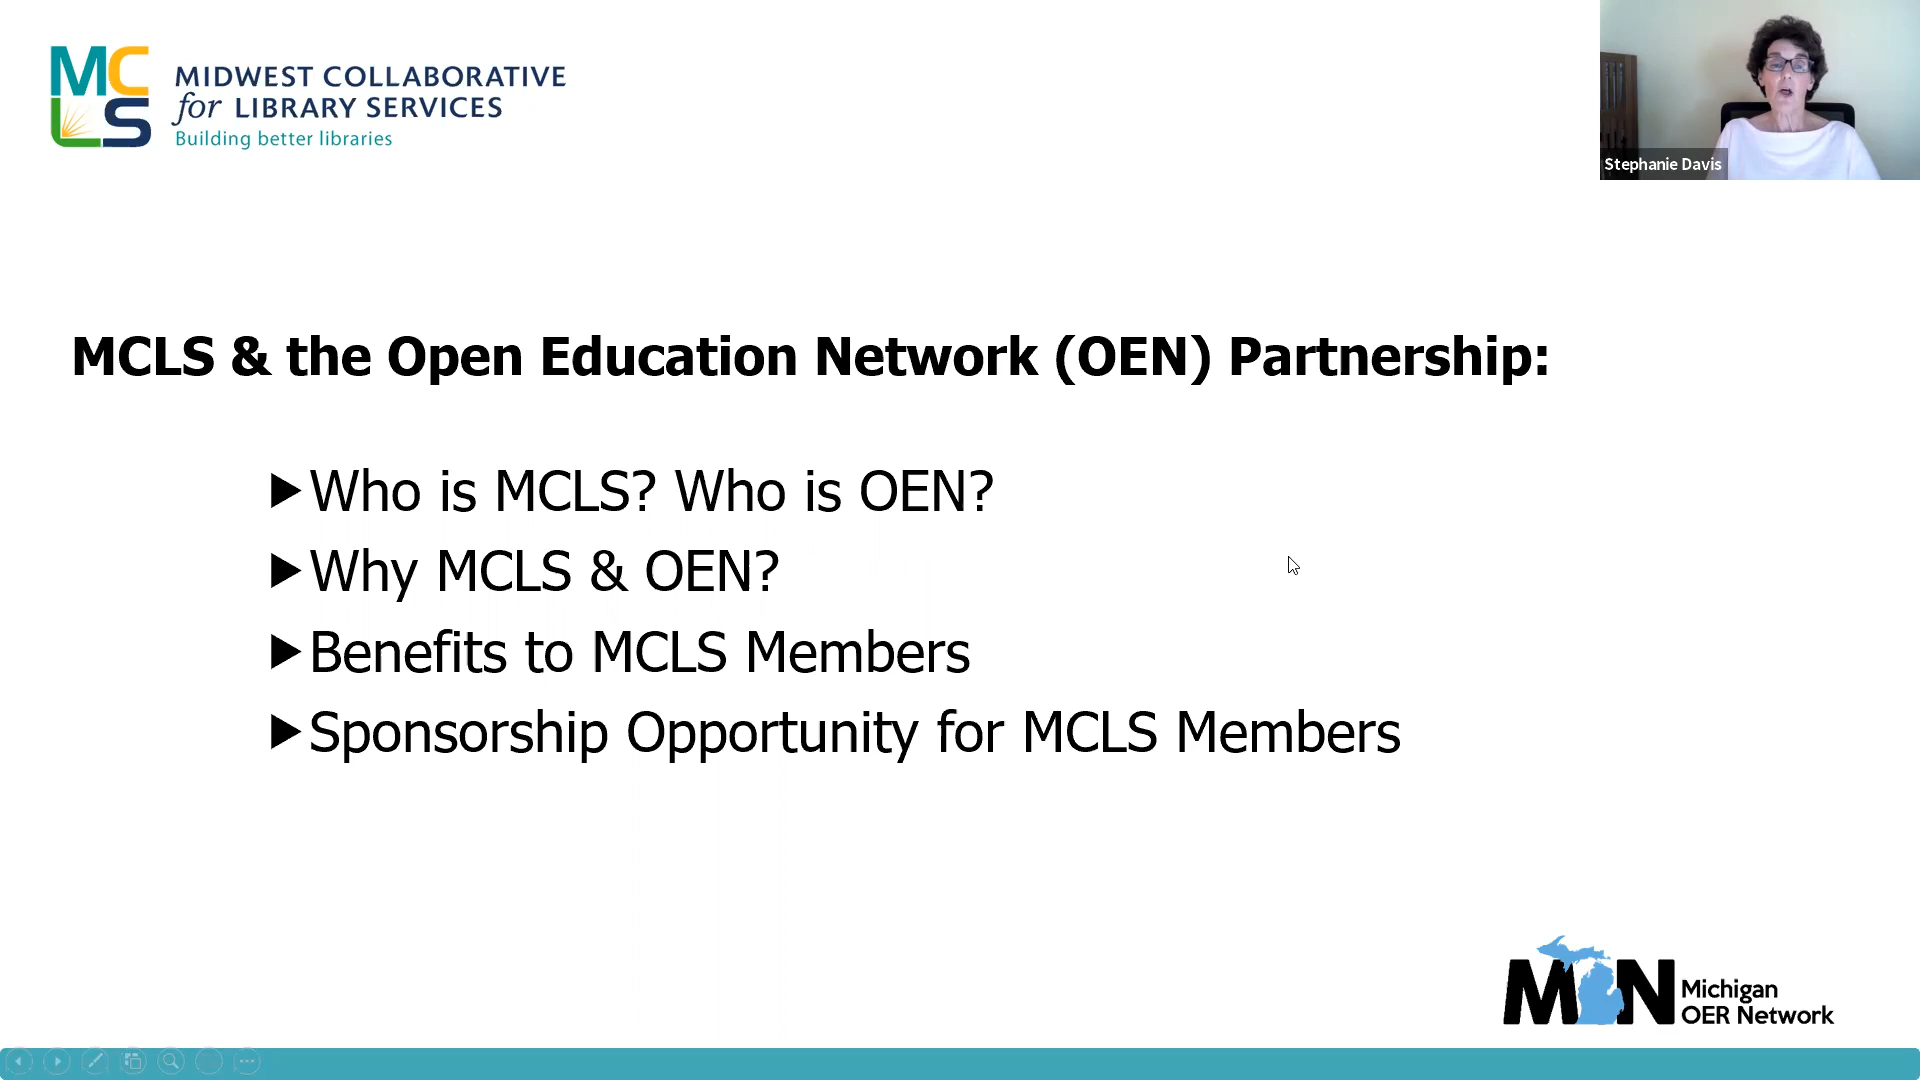 MCLS
MIDWEST COLLABORATIVE
for LIBRARY SERVICES
Building better libraries
Stephanie Davis
MCLS & the Open Education Network (OEN) Partnership:
Who is MCLS? Who is OEN?
Why MCLS & OEN?
Benefits to MCLS Members
Sponsorship Opportunity for MCLS Members
MON
Michigan
OER Network